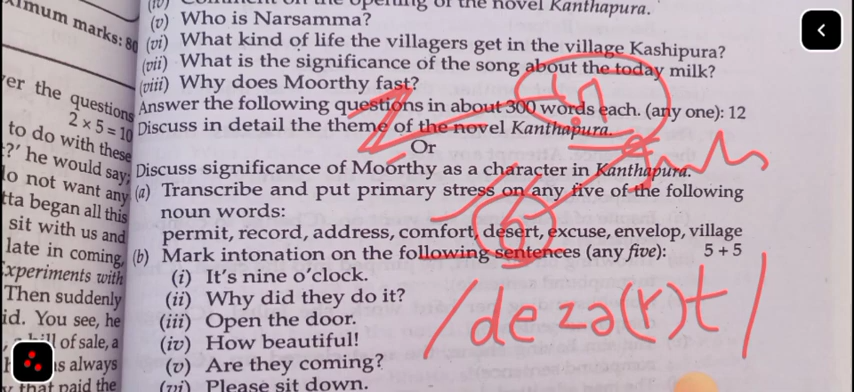 ximum marks: 80
er the questions
2 × 5 = 10
to do with these
?' he would say;
lo not want any
tta began all this
sit with us and
late in coming,
xperiments with
Then suddenly
id. You see, he
of sale, a
as always
that paid the
(iv) Comment on the opening of the novel Kanthapura.
(v) Who is Narsamma?
(vi) What kind of life the villagers get in the village Kashipura?
(vii) What is the significance of the song about the today milk?
(viii) Why does Moorthy fast?
Answer the following questions in about 300 words each. (any one): 12
Discuss in detail the theme of the novel Kanthapura.
Or
Discuss significance of Moorthy as a character in Kanthapura.
(a) Transcribe and put primary stress on any five of the following
noun words:
permit, record, address, comfort, desert, excuse, envelop, village
(b) Mark intonation on the following sentences (any five): 5 + 5
(i) It's nine o'clock.
(ii) Why did they do it?
(iii) Open the door.
(iv) How beautiful!
(v) Are they coming?
(vi) Please sit down.
/dezə(r)t/